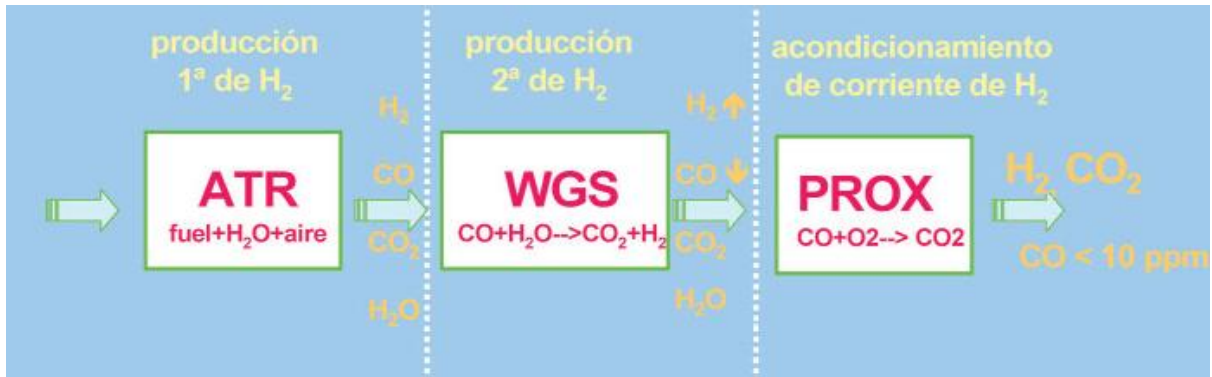 producción
1ª de H₂
H₂
CO
CO₂
H₂O
ATR
fuel+H₂O+aire
producción
2ª de H₂
H₂ ↑
CO ↓
CO₂
H₂O
WGS
CO+H₂O-->CO₂+H₂
acondicionamiento
de corriente de H₂
PROX
CO+O2--> CO2
H₂, CO₂
CO < 10 ppm